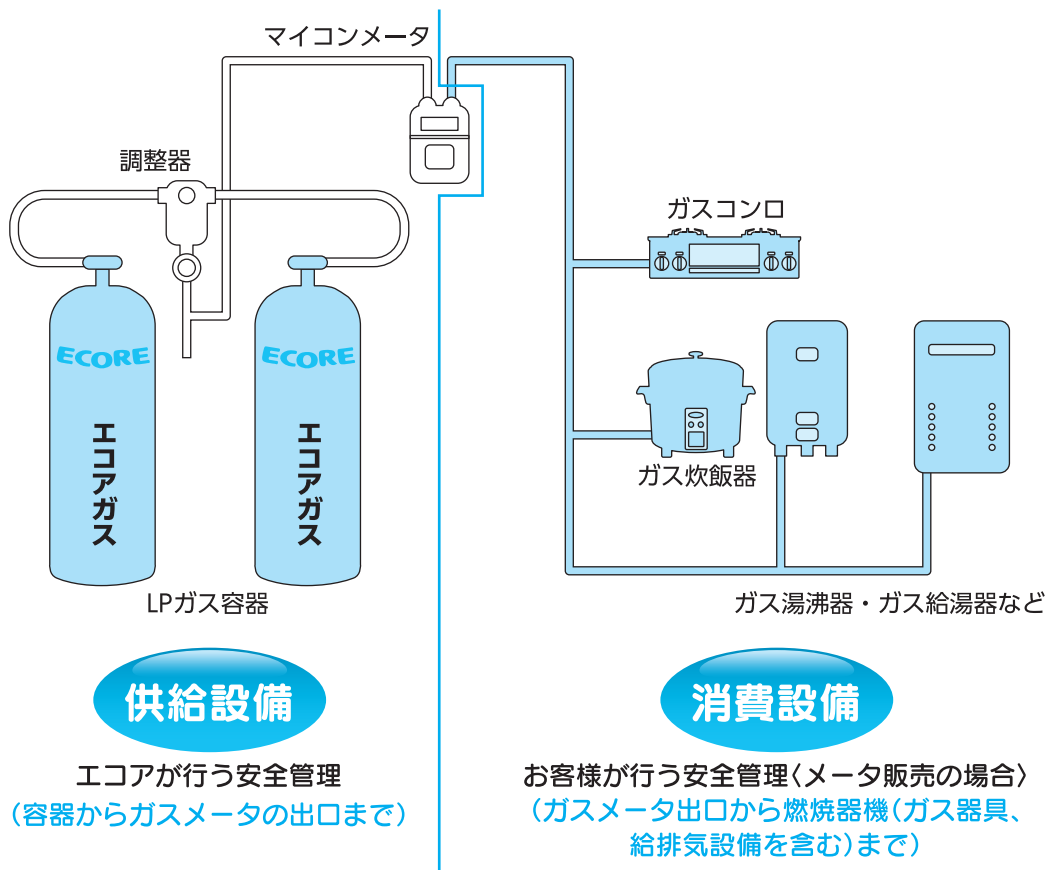 マイコンメータ
調整器
ECORE
エコアガス
ECORE
エコアガス
LPガス容器
供給設備
エコアが行う安全管理
（容器からガスメータの出口まで）
ガスコンロ
ガス炊飯器
ガス湯沸器・ガス給湯器など
消費設備
お客様が行う安全管理〈メータ販売の場合〉
（ガスメータ出口から燃焼器機（ガス器具、
給排気設備を含む）まで）